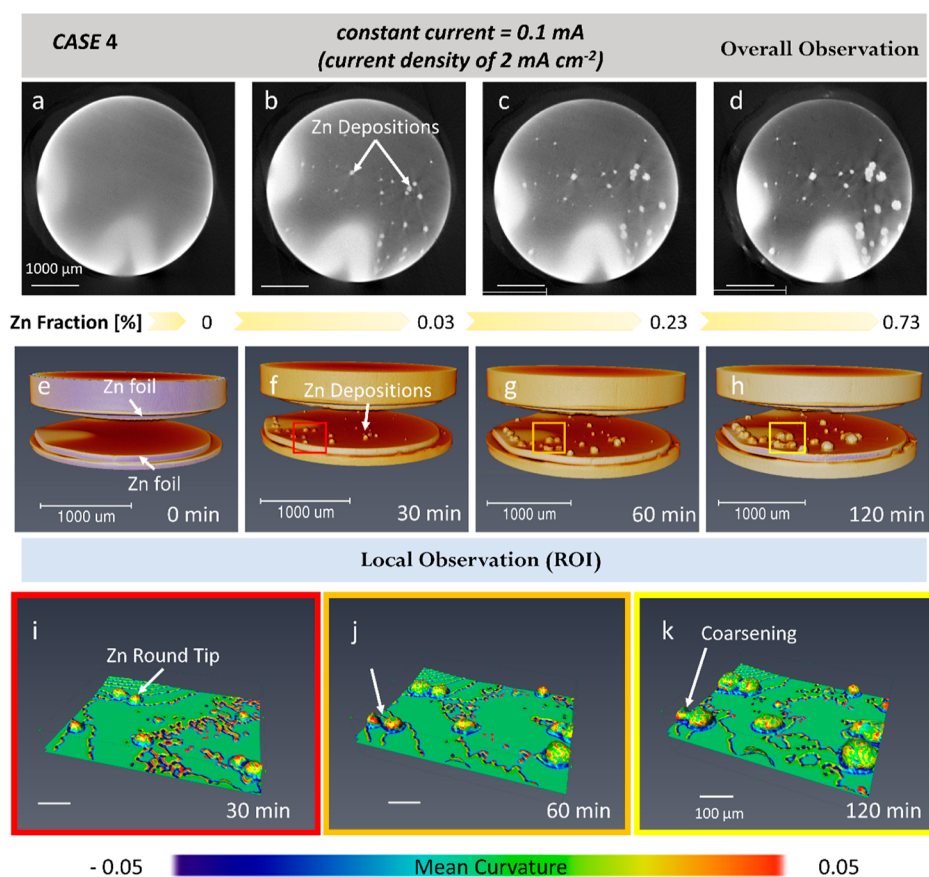 CASE 4
constant current = 0.1 mA
(current density of 2 mA cm-2)
Overall Observation
a
b
c
d
Zn Depositions
1000 µm
Zn Fraction [%]
0
0.03
0.23
0.73
e
f
g
h
Zn foil
Zn Depositions
Zn foil
1000 um
1000 um
1000 um
1000 um
0 min
30 min
60 min
120 min
Local Observation (ROI)
i
j
k
Zn Round Tip
Coarsening
30 min
60 min
100 µm
120 min
- 0.05
Mean Curvature
0.05